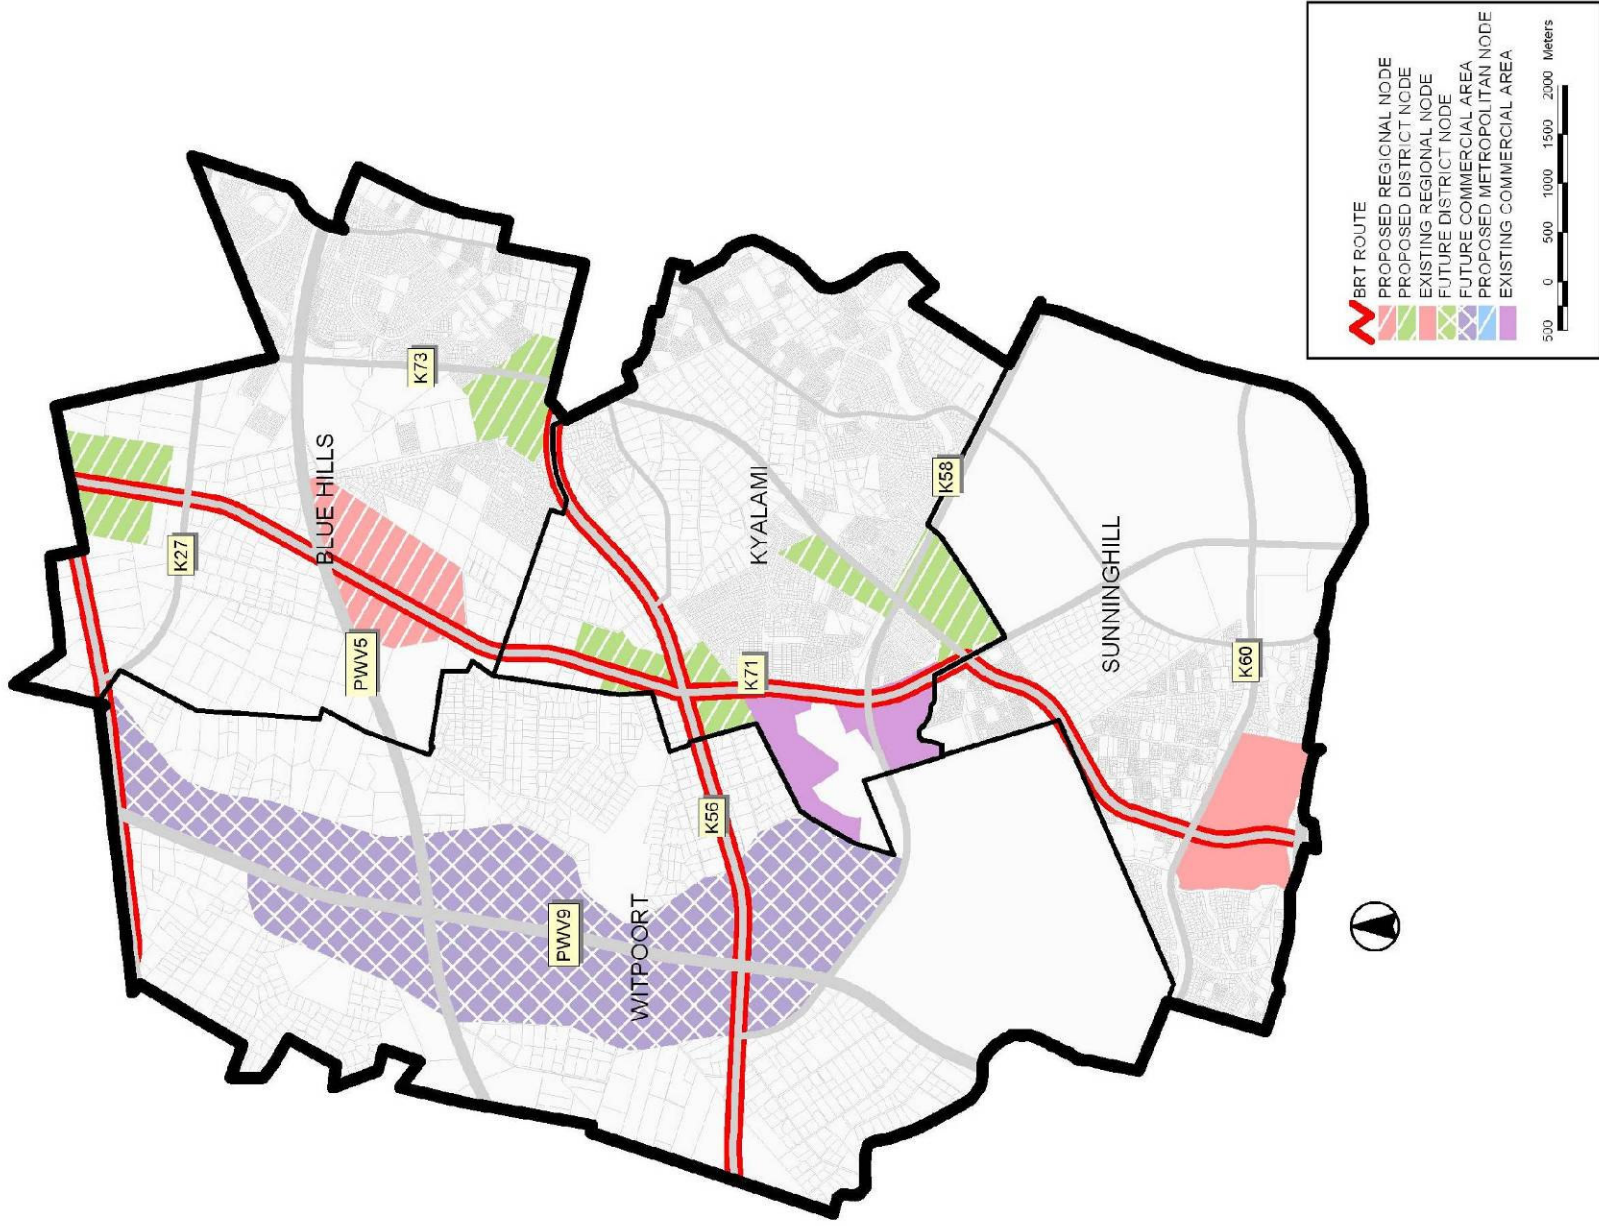 K73
BLUE HILLS
K27
PWV5
K58
KYALAMI
K71
SUNNINGHILL
K60
K56
PWV9
WITPOORT
BRT ROUTE
PROPOSED REGIONAL NODE
PROPOSED DISTRICT NODE
EXISTING REGIONAL NODE
FUTURE DISTRICT NODE
FUTURE COMMERCIAL AREA
PROPOSED METROPOLITAN NODE
EXISTING COMMERCIAL AREA
500 0 500 1000 1500 2000 Meters